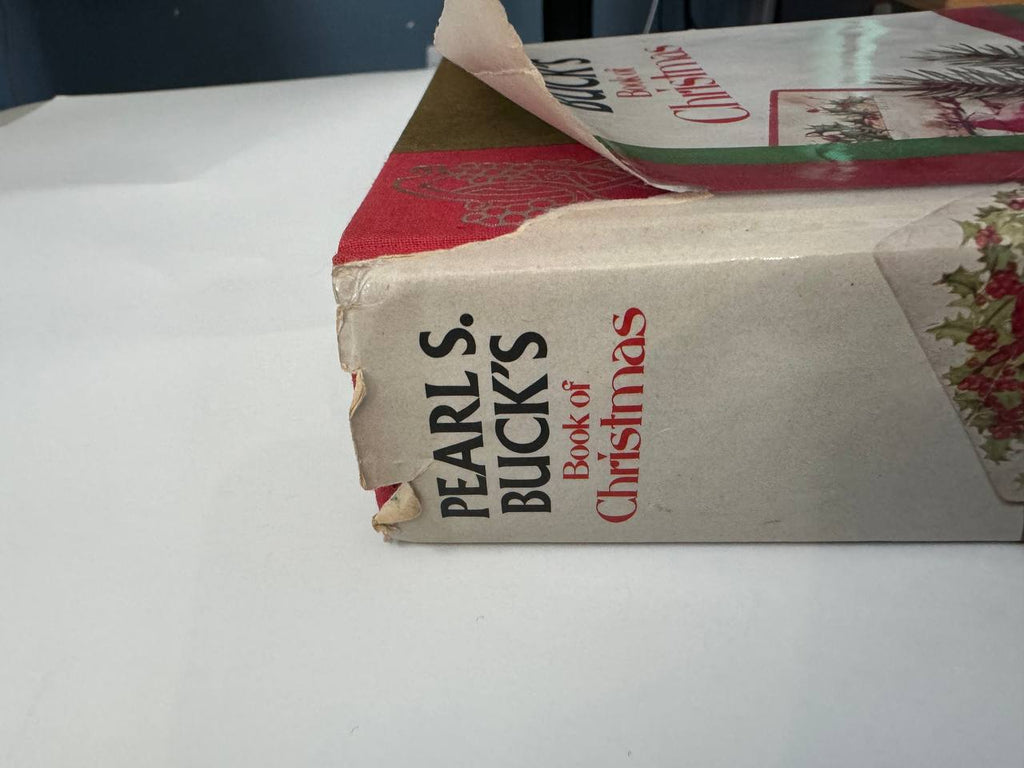 PEARL S.
BUCK'S
Book of
Christmas
BUCK'S
Book of
Christmas